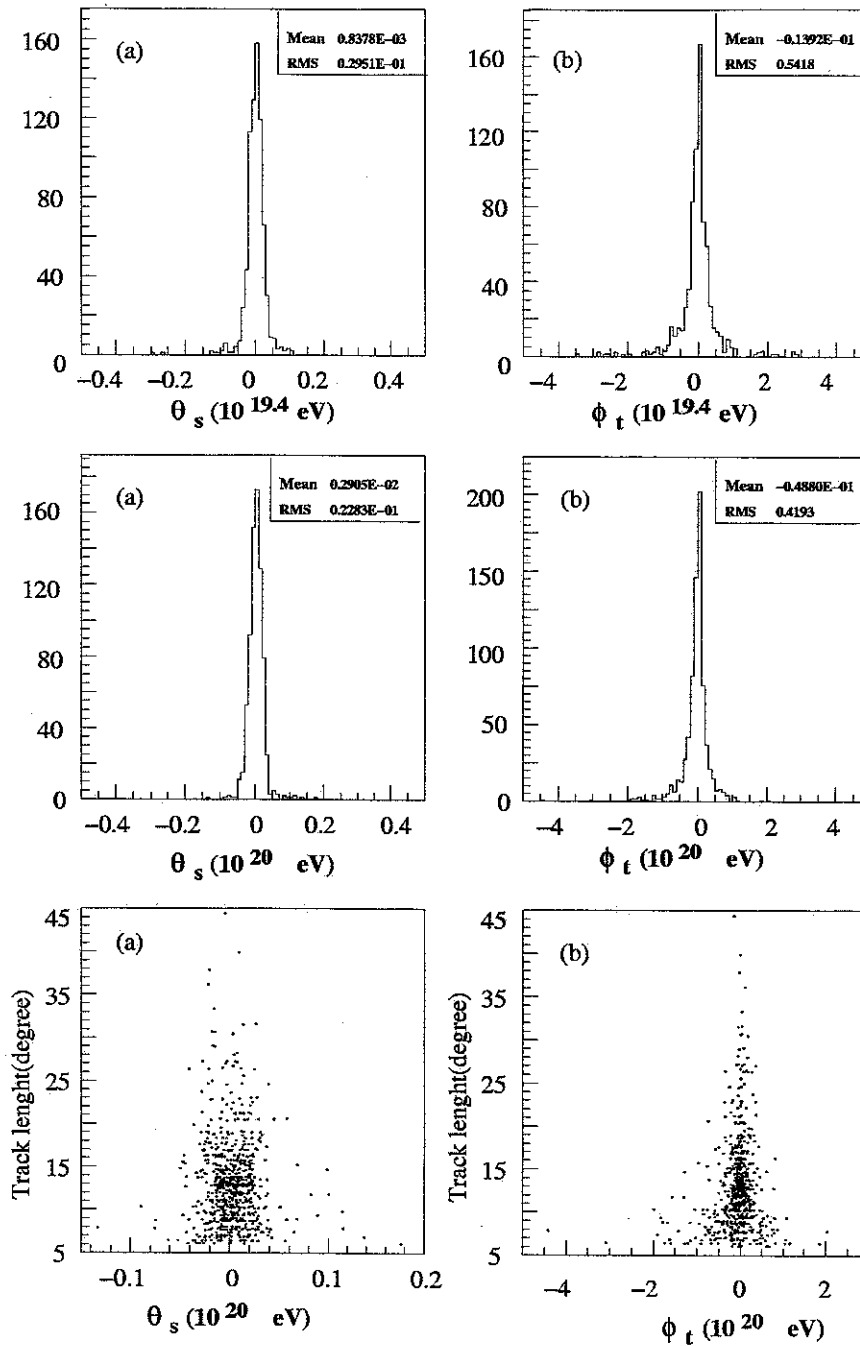 (a)
Mean 0.8378E−03
RMS 0.2951E−01
160
120
80
40
0
−0.4 −0.2 0 0.2 0.4
θ s (10 19.4 eV)
(b)
Mean −0.1392E−01
RMS 0.5418
160
120
80
40
0
−4 −2 0 2 4
ϕ t (10 19.4 eV)
(a)
Mean 0.2905E−02
RMS 0.2283E−01
160
120
80
40
0
−0.4 −0.2 0 0.2 0.4
θ s (10 20 eV)
(b)
Mean −0.4880E−01
RMS 0.4193
200
150
100
50
0
−4 −2 0 2 4
ϕ t (10 20 eV)
(a)
Track lenght(degree)
45
35
25
15
5
−0.1 0 0.1 0.2
θ s (10 20 eV)
(b)
Track lenght(degree)
45
35
25
15
5
−4 −2 0 2
ϕ t (10 20 eV)